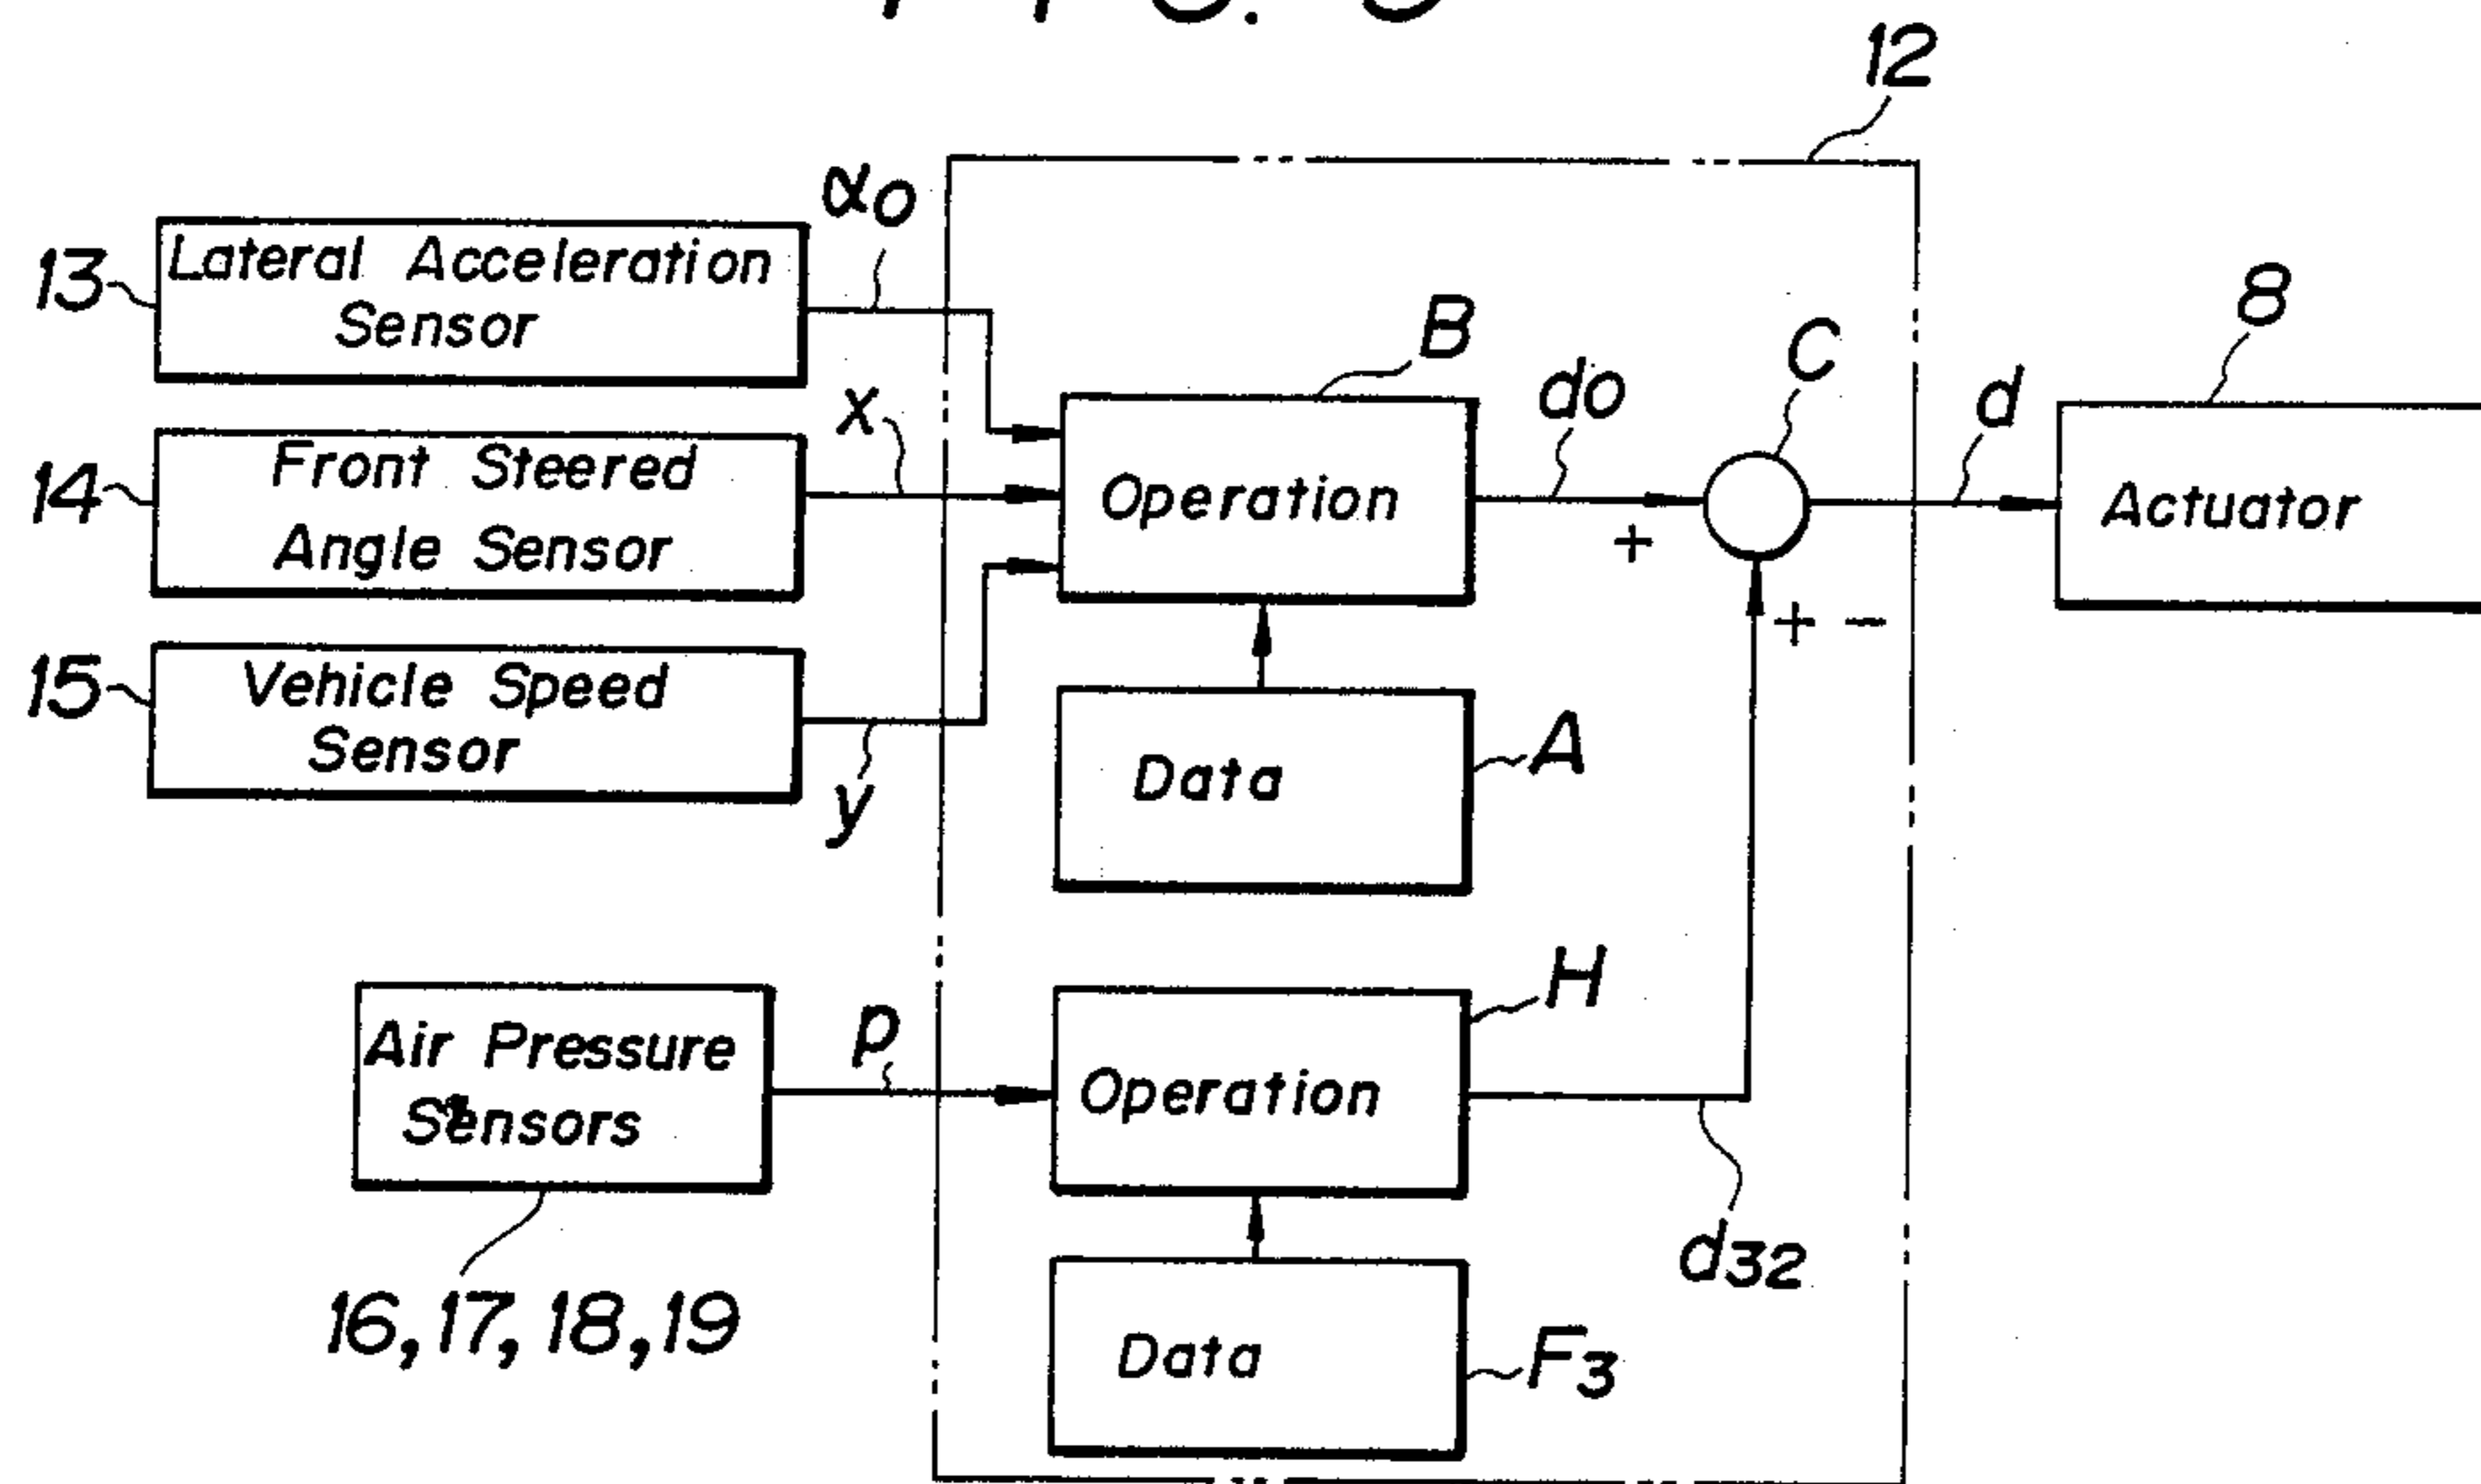 12
αo
13
Lateral Acceleration
Sensor
B
C
8
x
do
d
14
Front Steered
Angle Sensor
Operation
Actuator
+
+ -
15
Vehicle Speed
Sensor
y
Data
A
H
Air Pressure
Sensors
p
Operation
d32
16, 17, 18, 19
Data
F3